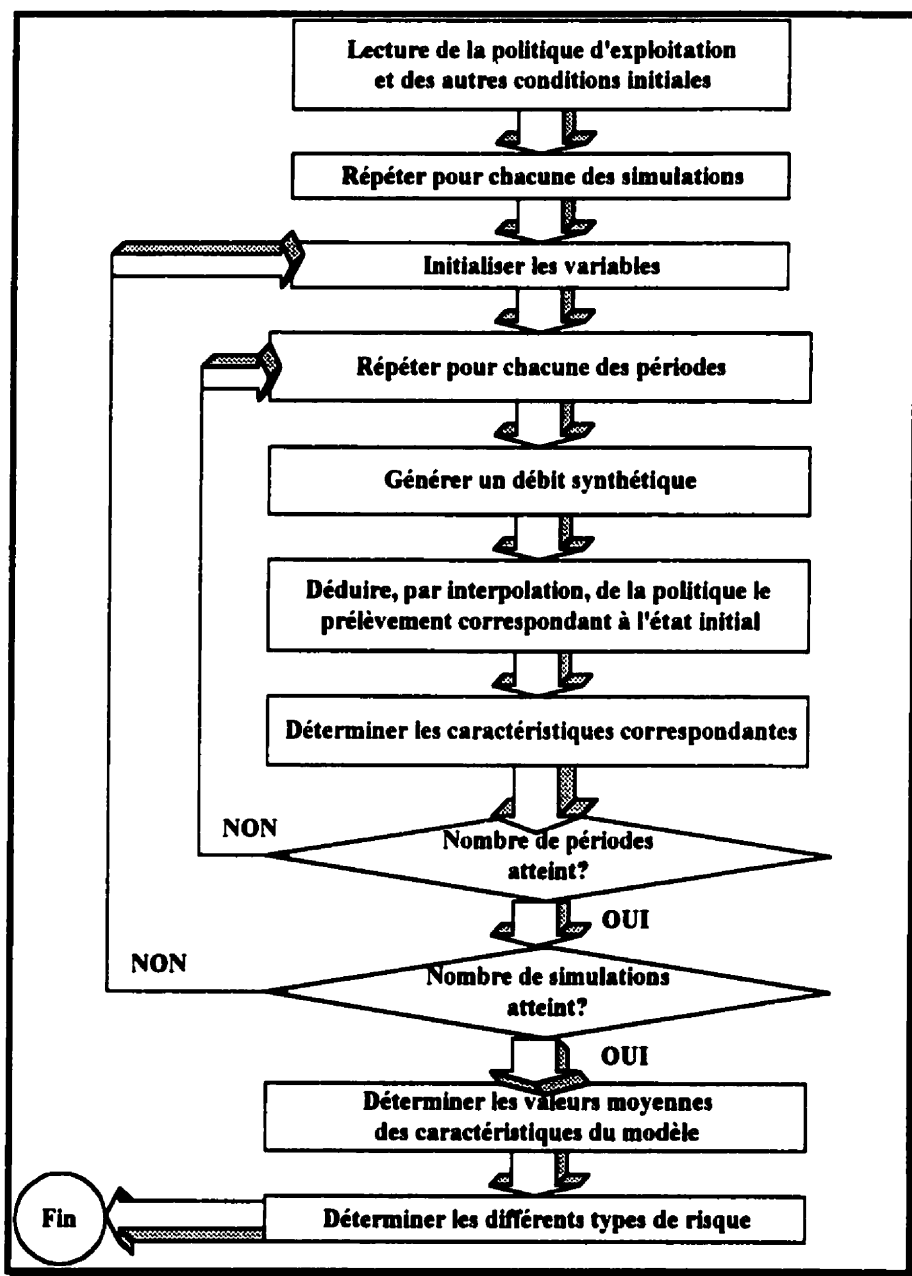 Lecture de la politique d'exploitation
et des autres conditions initiales
Répéter pour chacune des simulations
Initialiser les variables
Répéter pour chacune des périodes
Générer un débit synthétique
Déduire, par interpolation, de la politique le
prélèvement correspondant à l'état initial
Déterminer les caractéristiques correspondantes
NON
Nombre de périodes
atteint?
OUI
NON
Nombre de simulations
atteint?
OUI
Déterminer les valeurs moyennes
des caractéristiques du modèle
Fin
Déterminer les différents types de risque